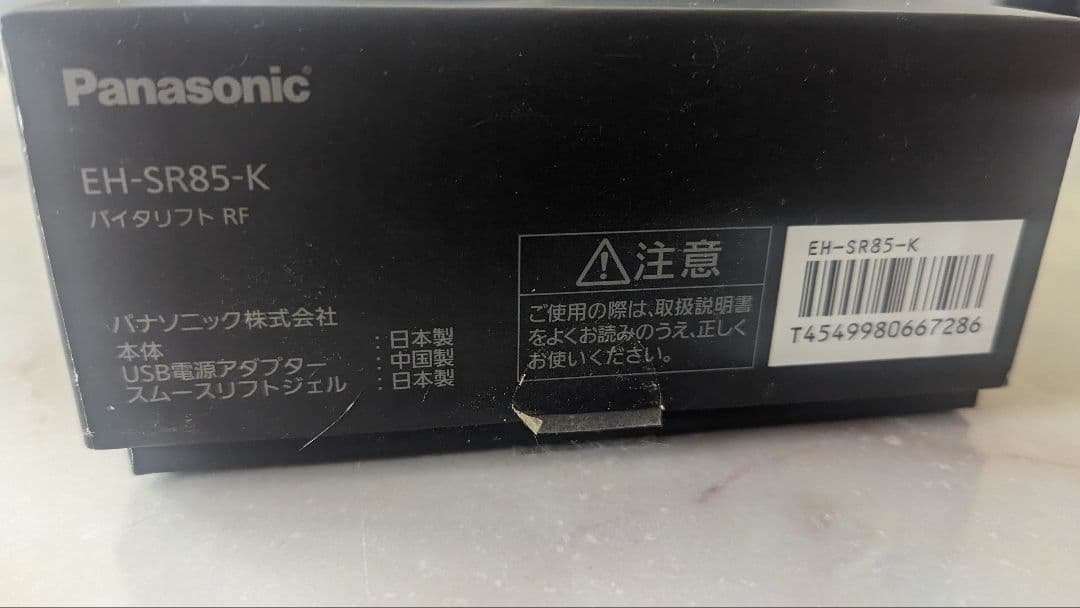 Panasonic
EH-SR85-K
バイタリフト RF
パナソニック株式会社
本体 : 日本製
USB電源アダプター : 中国製
スムースリフトジェル : 日本製
注意
ご使用の際は、取扱説明書
をよくお読みのうえ、正しく
お使いください。
EH-SR85-K
T4549980667286